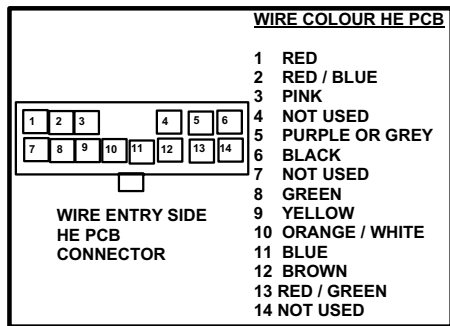 WIRE COLOUR HE PCB
1 RED
2 RED / BLUE
3 PINK
4 NOT USED
5 PURPLE OR GREY
6 BLACK
7 NOT USED
8 GREEN
9 YELLOW
10 ORANGE / WHITE
11 BLUE
12 BROWN
13 RED / GREEN
14 NOT USED
1 2 3 4 5 6
7 8 9 10 11 12 13 14
WIRE ENTRY SIDE
HE PCB
CONNECTOR